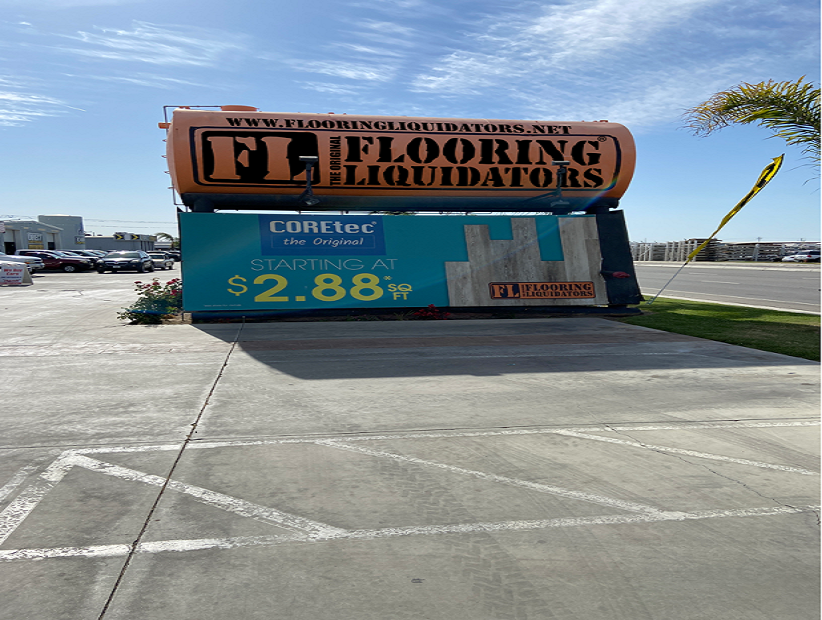 WWW.FLOORINGLIQUIDATORS.NET
FL THE ORIGINAL FLOORING®
LIQUIDATORS
COREtec®
the Original
STARTING AT
$2.88* SQ FT
FL FLOORING
LIQUIDATORS